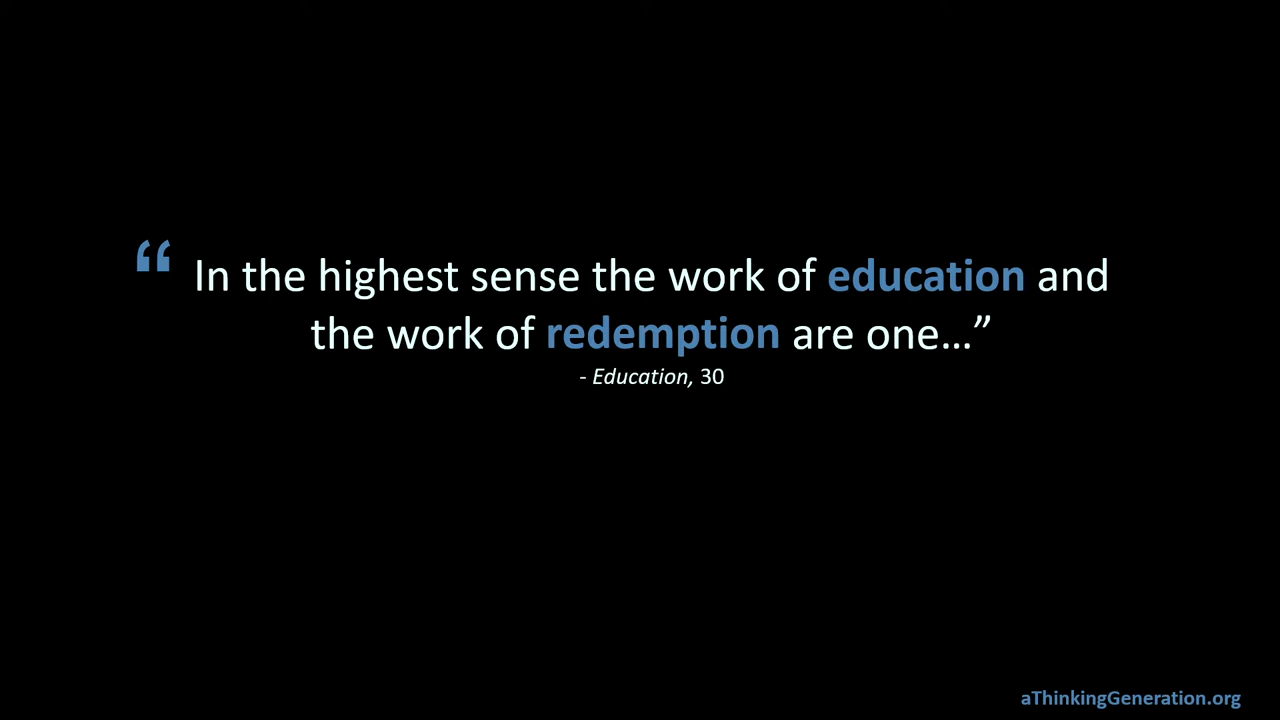 “ In the highest sense the work of education and
the work of redemption are one…”
- Education, 30
aThinkingGeneration.org